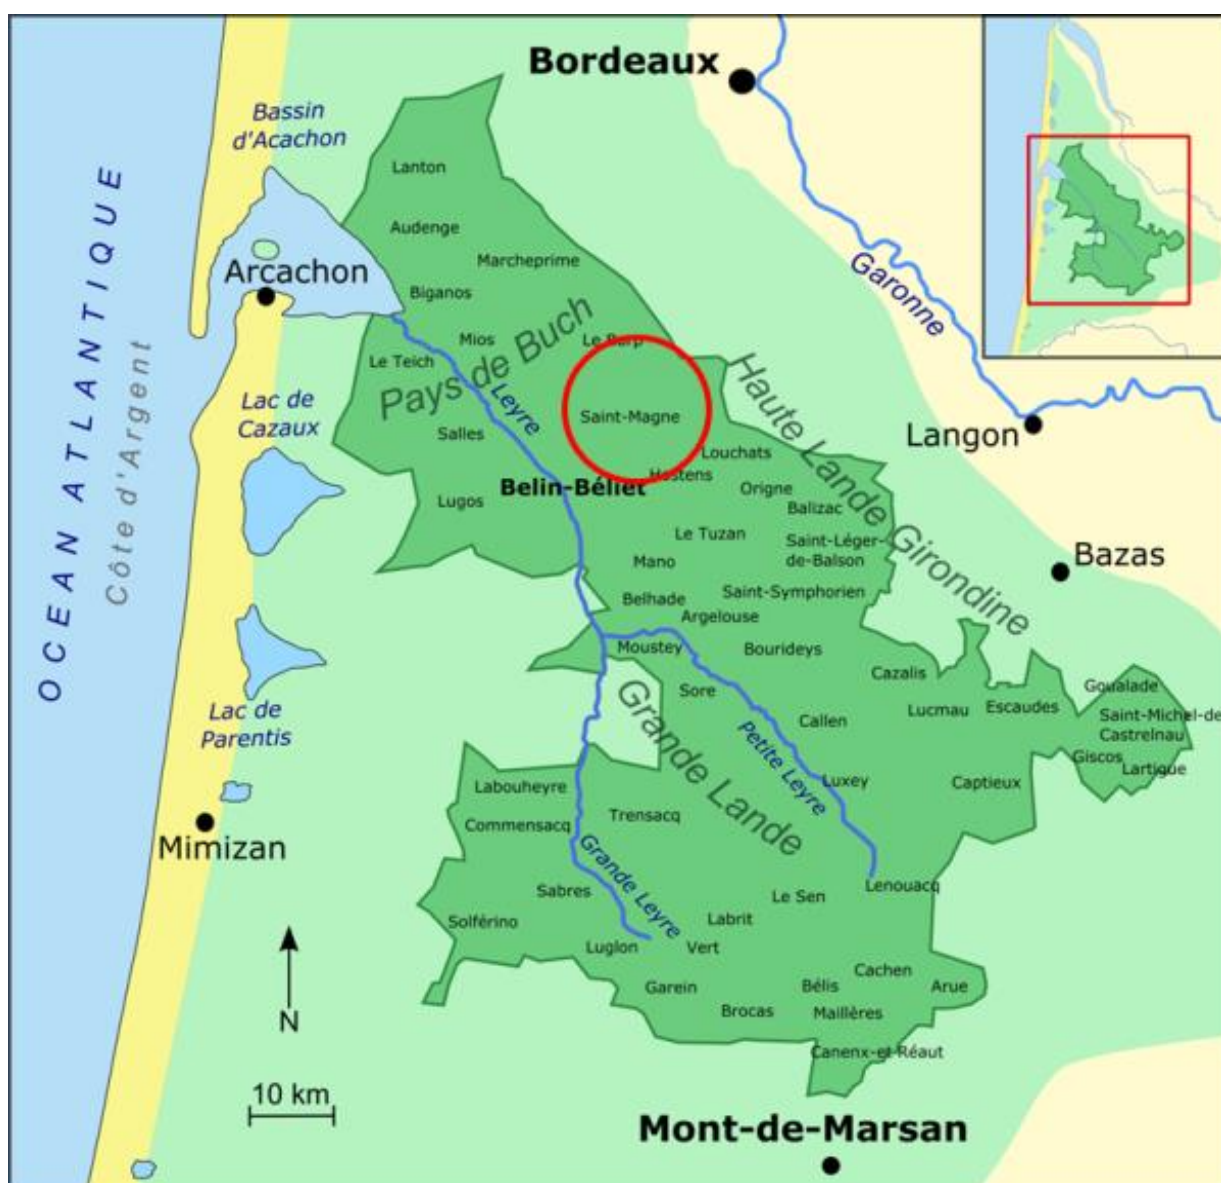 Bordeaux
Bassin
d'Acachon
Lanton
Audenge
Marcheprime
Arcachon
Biganos
Garonne
OCEAN ATLANTIQUE
Côte d'Argent
Mios
Le Barp
Le Teich
Pays de Buch
Leyre
Haute Lande Girondine
Lac de
Cazaux
Saint-Magne
Salles
Langon
Louchats
Hostens
Belin-Béliet
Origne
Lugos
Balizac
Le Tuzan
Saint-Léger-
de-Balson
Mano
Bazas
Saint-Symphorien
Belhade
Argelouse
Moustey
Bourideys
Cazalis
Goualade
Sore
Grande Lande
Lac de
Parentis
Callen
Lucmau
Escaudes
Saint-Michel-de-
Castrelnau
Petite Leyre
Giscos
Lartigue
Labouheyre
Luxey
Captieux
Trensacq
Commensacq
Mimizan
Grande Leyre
Sabres
Le Sen
Lenouacq
Solférino
Labrit
Luglon
Vert
Cachen
Garein
Bélis
Arue
Brocas
Maillères
N
Canenx-et-Réaut
10 km
Mont-de-Marsan